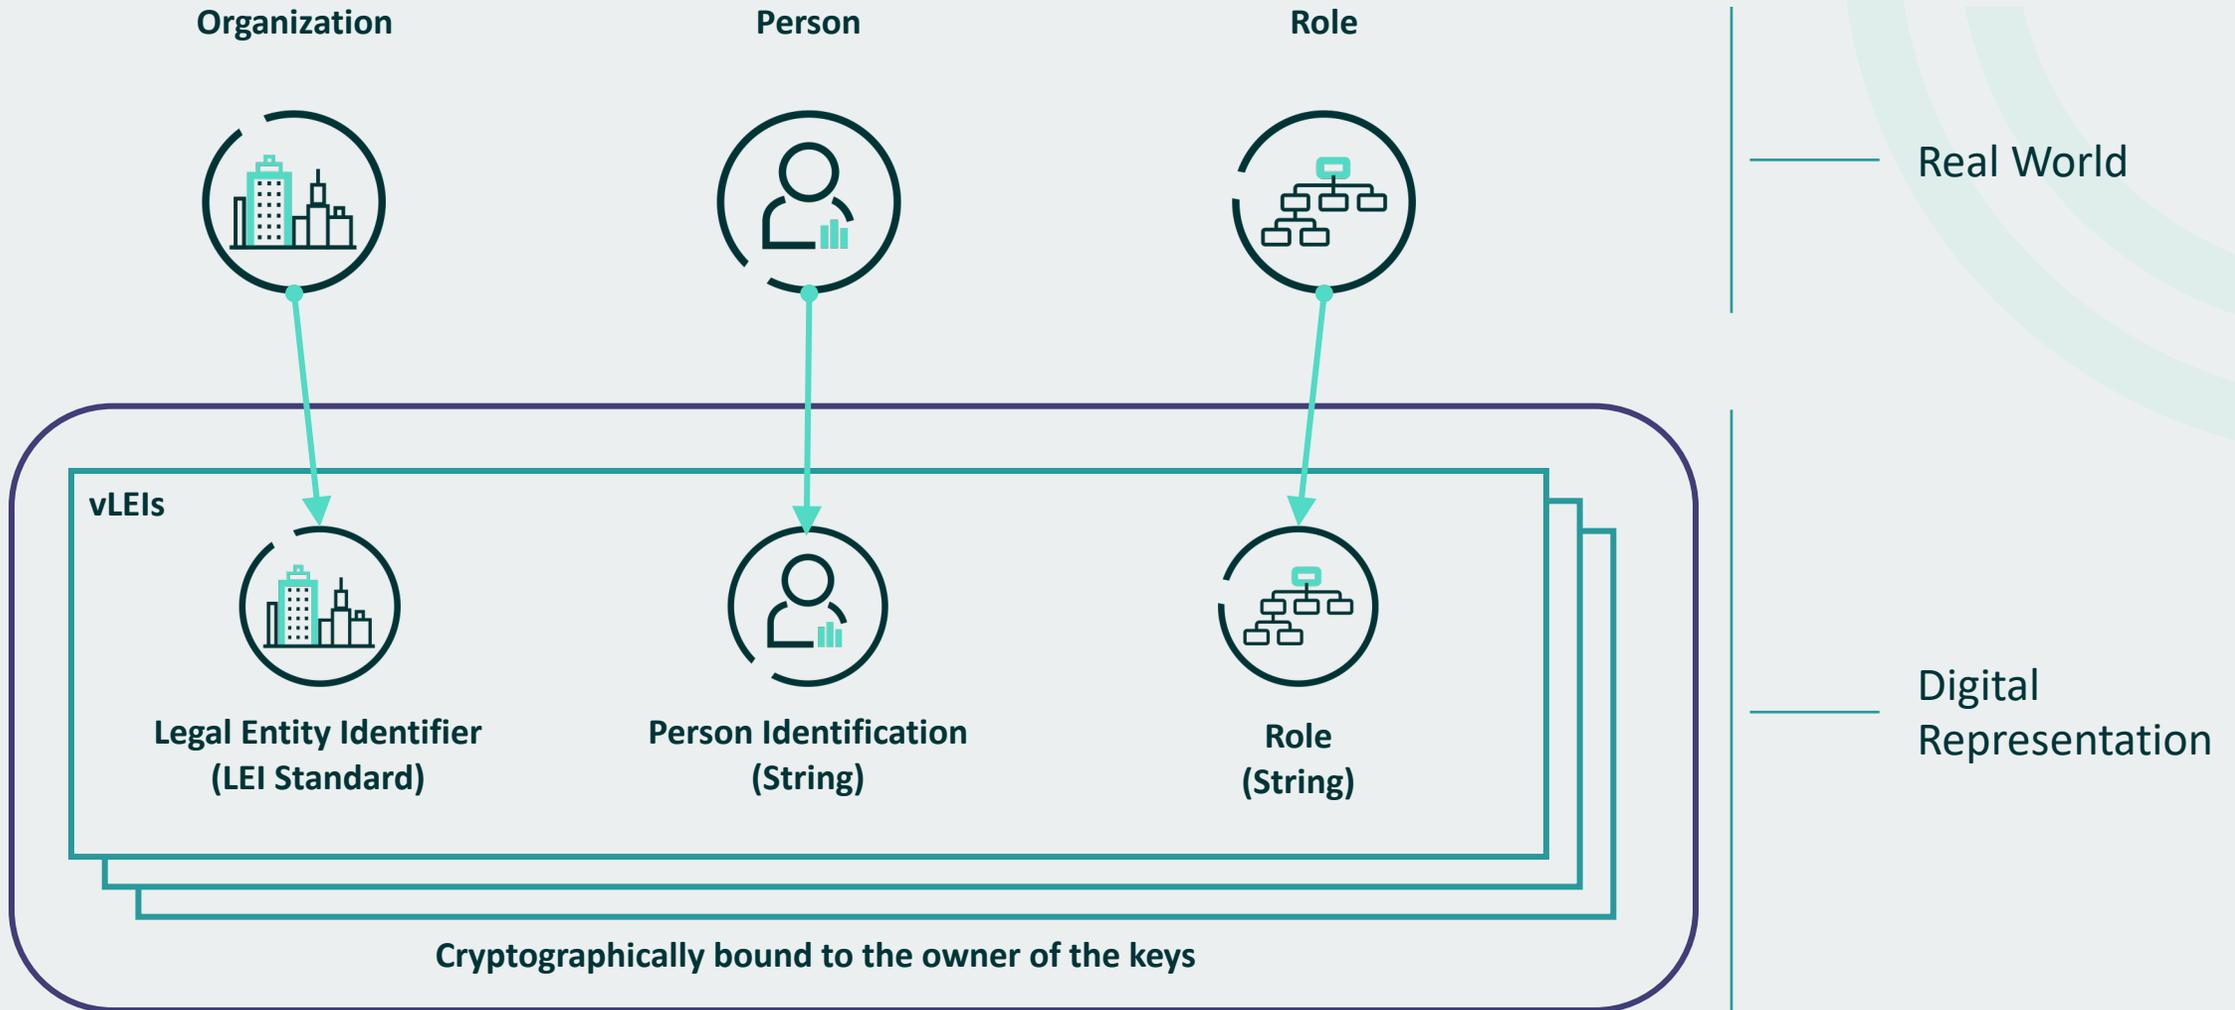 Organization
Person
Role
Real World
vLEIs
Legal Entity Identifier
(LEI Standard)
Person Identification
(String)
Role
(String)
Digital
Representation
Cryptographically bound to the owner of the keys